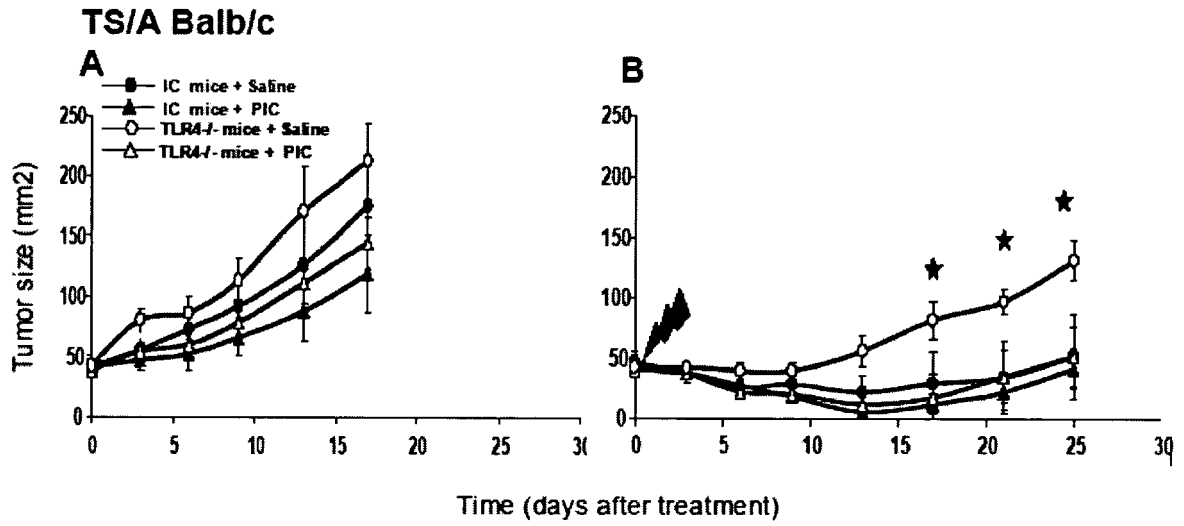 TS/A Balb/c
A
IC mice + Saline
IC mice + PIC
TLR4-/- mice + Saline
TLR4-/- mice + PIC
250
200
150
100
50
0
0 5 10 15 20 25 30
B
250
200
150
100
50
0
0 5 10 15 20 25 30
Tumor size (mm2)
Time (days after treatment)